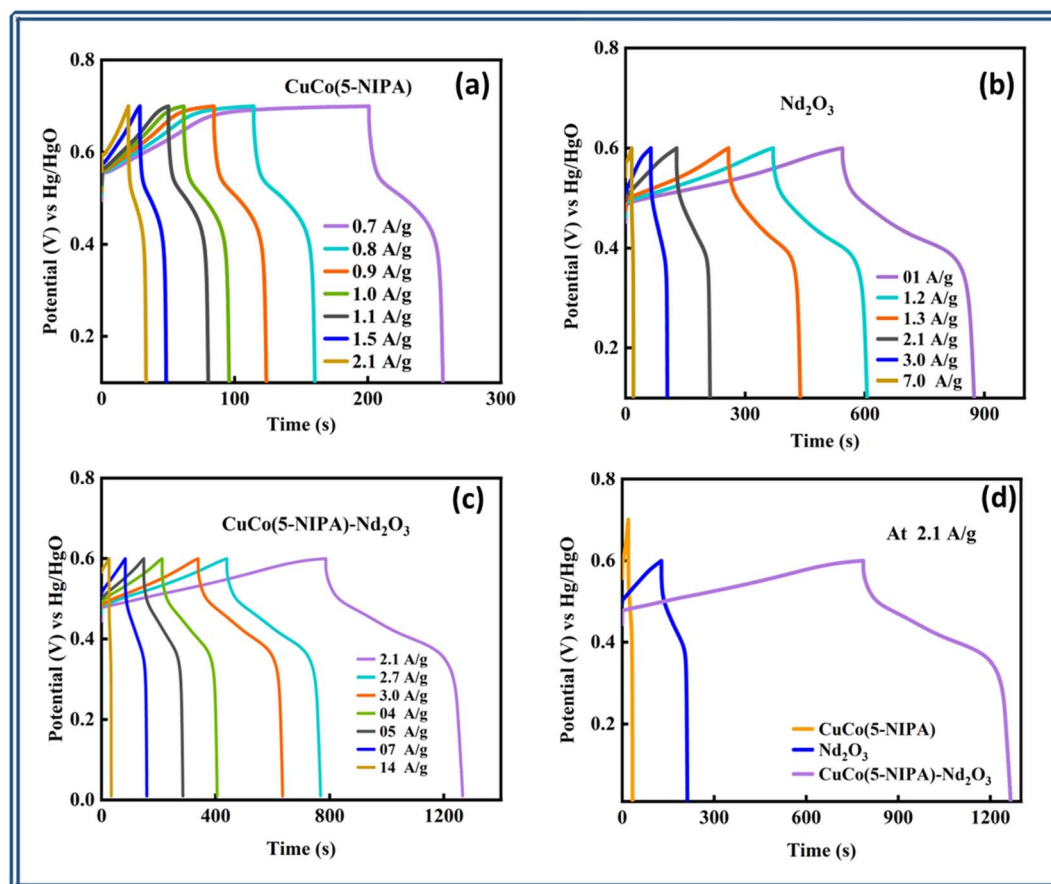 (a)
CuCo(5-NIPA)
Potential (V) vs Hg/HgO
0.8
0.6
0.4
0.2
0.7 A/g
0.8 A/g
0.9 A/g
1.0 A/g
1.1 A/g
1.5 A/g
2.1 A/g
0 100 200 300
Time (s)
(b)
Nd₂O₃
Potential (V) vs Hg/HgO
0.8
0.6
0.4
0.2
01 A/g
1.2 A/g
1.3 A/g
2.1 A/g
3.0 A/g
7.0 A/g
0 300 600 900
Time (s)
(c)
CuCo(5-NIPA)-Nd₂O₃
Potential (V) vs Hg/HgO
0.8
0.6
0.4
0.2
0.0
2.1 A/g
2.7 A/g
3.0 A/g
04 A/g
05 A/g
07 A/g
14 A/g
0 400 800 1200
Time (s)
(d)
At 2.1 A/g
Potential (V) vs Hg/HgO
0.8
0.6
0.4
0.2
CuCo(5-NIPA)
Nd₂O₃
CuCo(5-NIPA)-Nd₂O₃
0 300 600 900 1200
Time (s)